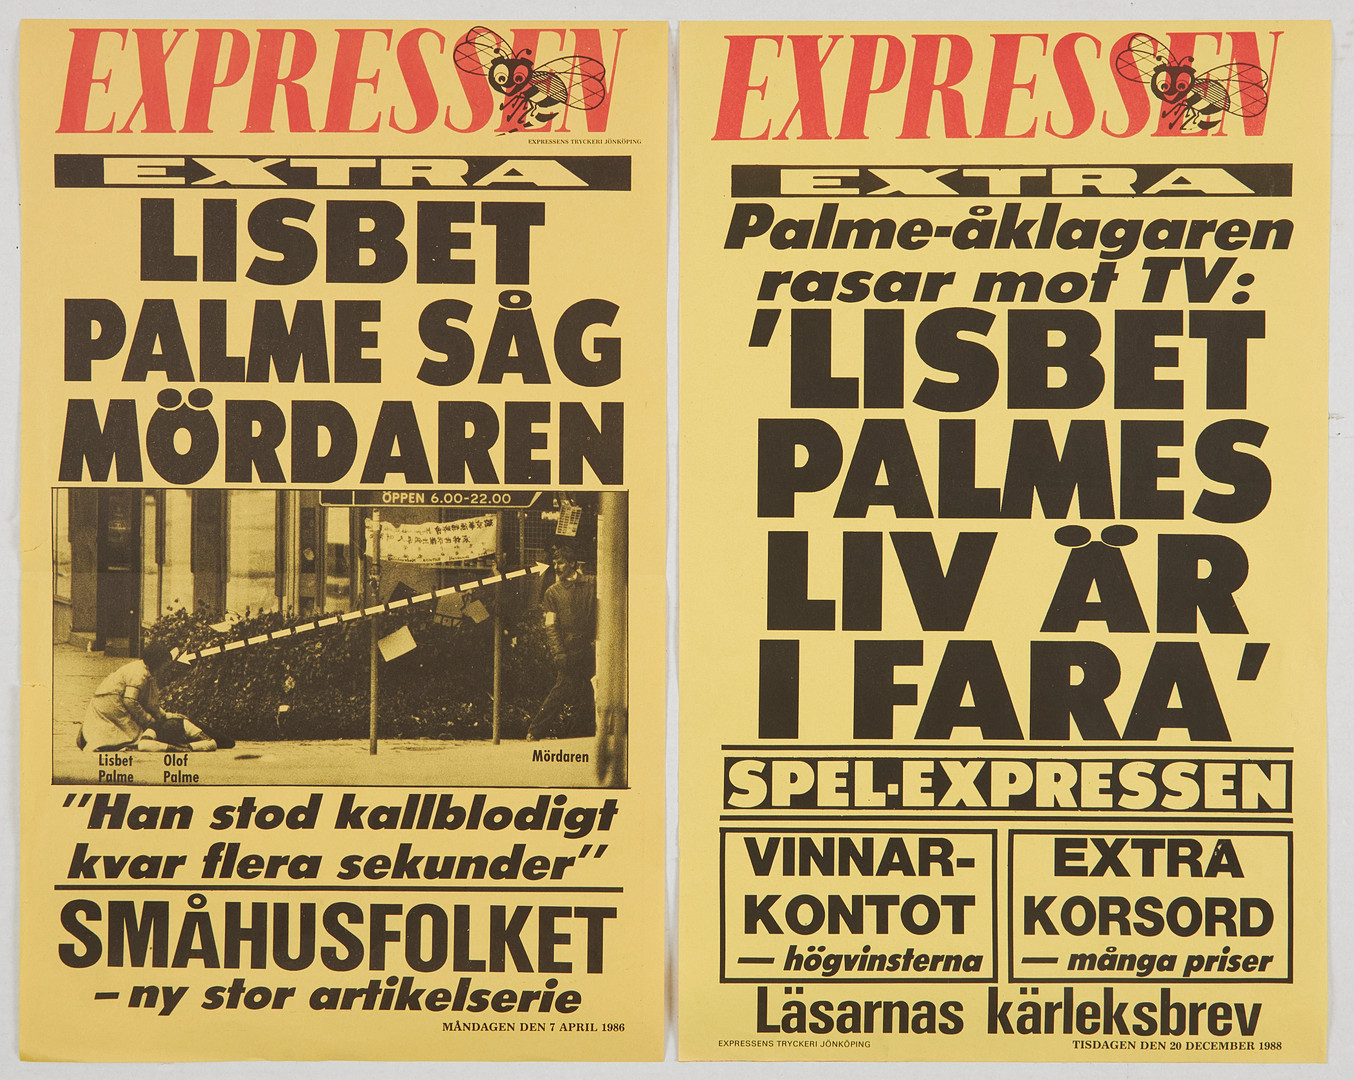 EXPRESSEN
EXPRESSENS TRYCKERI JÖNKÖPING
EXTRA
LISBET
PALME SÅG
MÖRDAREN
ÖPPEN 6.00-22.00
Lisbet
Palme
Olof
Palme
Mördaren
”Han stod kallblodigt
kvar flera sekunder”
SMÅHUSFOLKET
– ny stor artikelserie
MÅNDAGEN DEN 7 APRIL 1986
EXPRESSEN
EXTRA
Palme-åklagaren
rasar mot TV:
’LISBET
PALMES
LIV ÄR
I FARA’
SPEL-EXPRESSEN
VINNAR-
KONTOT
— högvinsterna
EXTRA
KORSORD
— många priser
Läsarnas kärleksbrev
EXPRESSENS TRYCKERI JÖNKÖPING
TISDAGEN DEN 20 DECEMBER 1988